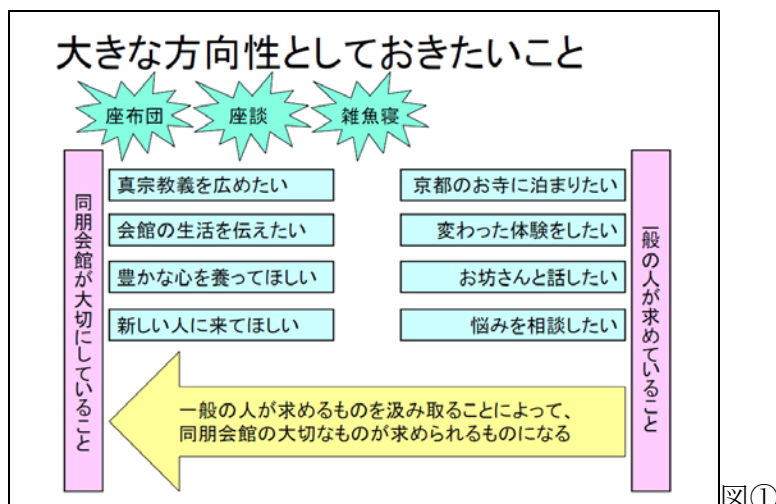 大きな方向性としておきたいこと
座布団
座談
雑魚寝
同朋会館が大切にしていること
真宗教義を広めたい
会館の生活を伝えたい
豊かな心を養ってほしい
新しい人に来てほしい
京都のお寺に泊まりたい
変わった体験をしたい
お坊さんと話したい
悩みを相談したい
一般の人が求めていること
一般の人が求めるものを汲み取ることによって、
同朋会館の大切なものが求められるものになる
図①